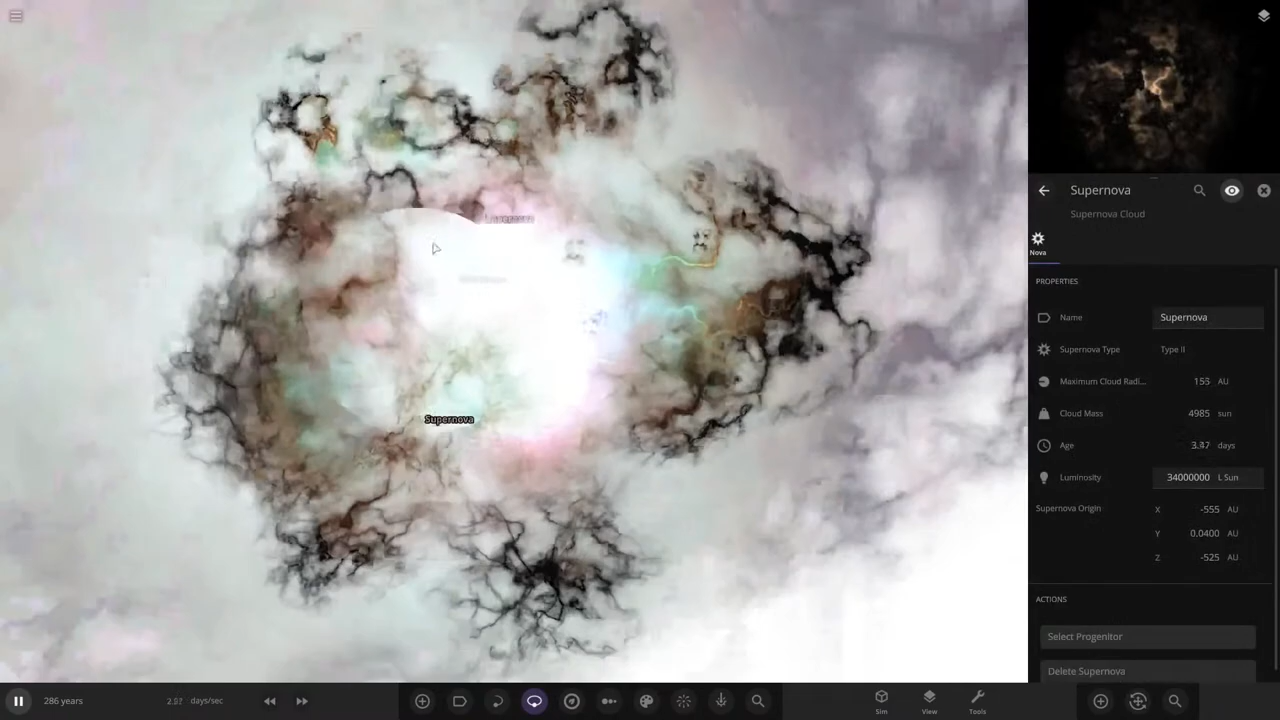 Supernova
Supernova
Supernova Cloud
Nova
PROPERTIES
Name Supernova
Supernova Type Type II
Maximum Cloud Radi... 153 AU
Cloud Mass 4985 sun
Age 3.47 days
Luminosity 34000000 L Sun
Supernova Origin X -555 AU
Y 0.0400 AU
Z -525 AU
ACTIONS
Select Progenitor
Delete Supernova
286 years
days/sec
Sim
View
Tools